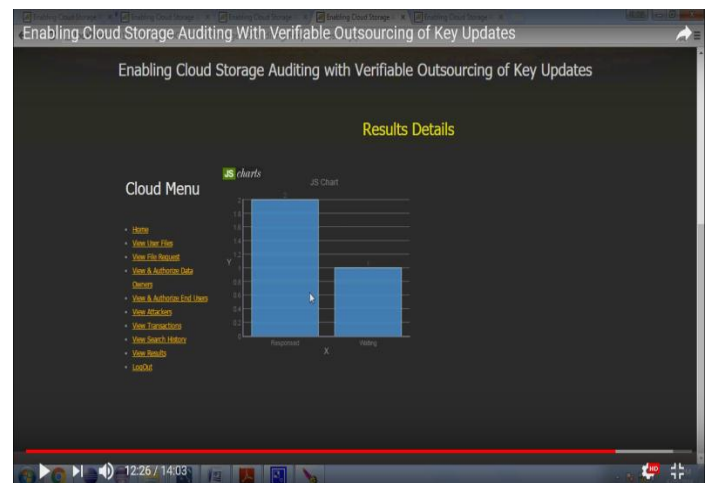 Enabling Cloud Storage Auditing With Verifiable Outsourcing of Key Updates
Enabling Cloud Storage Auditing with Verifiable Outsourcing of Key Updates
Results Details
Cloud Menu
Home
View User Files
View File Request
View & Authorize Data
Owners
View & Authorize End Users
View Attackers
View Transactions
View Search History
View Results
LogOut
JS charts
JS Chart
2
2
1.8
1.6
1.4
1.2
Y
1
1
0.8
0.6
0.4
0.2
0
Responsed
Waiting
X
12:26 / 14:03
HD